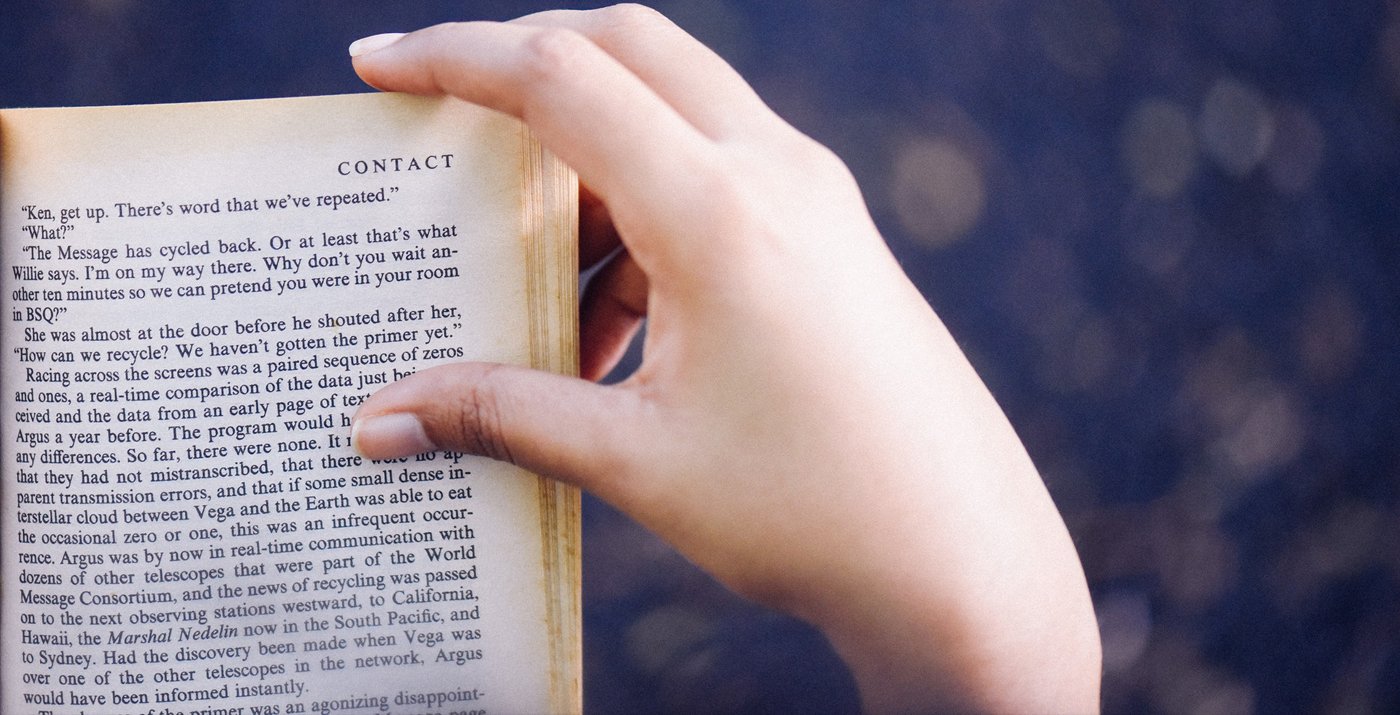 CONTACT
“Ken, get up. There’s word that we’ve repeated.”
“What?”
“The Message has cycled back. Or at least that’s what
Willie says. I’m on my way there. Why don’t you wait an-
other ten minutes so we can pretend you were in your room
in BSQ?”
She was almost at the door before he shouted after her,
“How can we recycle? We haven’t gotten the primer yet.”
Racing across the screens was a paired sequence of zeros
and ones, a real-time comparison of the data just
ceived and the data from an early page of
Argus a year before. The program would
any differences. So far, there were none. It
that they had not mistranscribed, that there were no ap
parent transmission errors, and that if some small dense in-
terstellar cloud between Vega and the Earth was able to eat
the occasional zero or one, this was an infrequent occur-
rence. Argus was by now in real-time communication with
dozens of other telescopes that were part of the World
Message Consortium, and the news of recycling was passed
on to the next observing stations westward, to California,
Hawaii, the Marshal Nedelin now in the South Pacific, and
to Sydney. Had the discovery been made when Vega was
over one of the other telescopes in the network, Argus
would have been informed instantly.
of the primer was an agonizing disappoint-